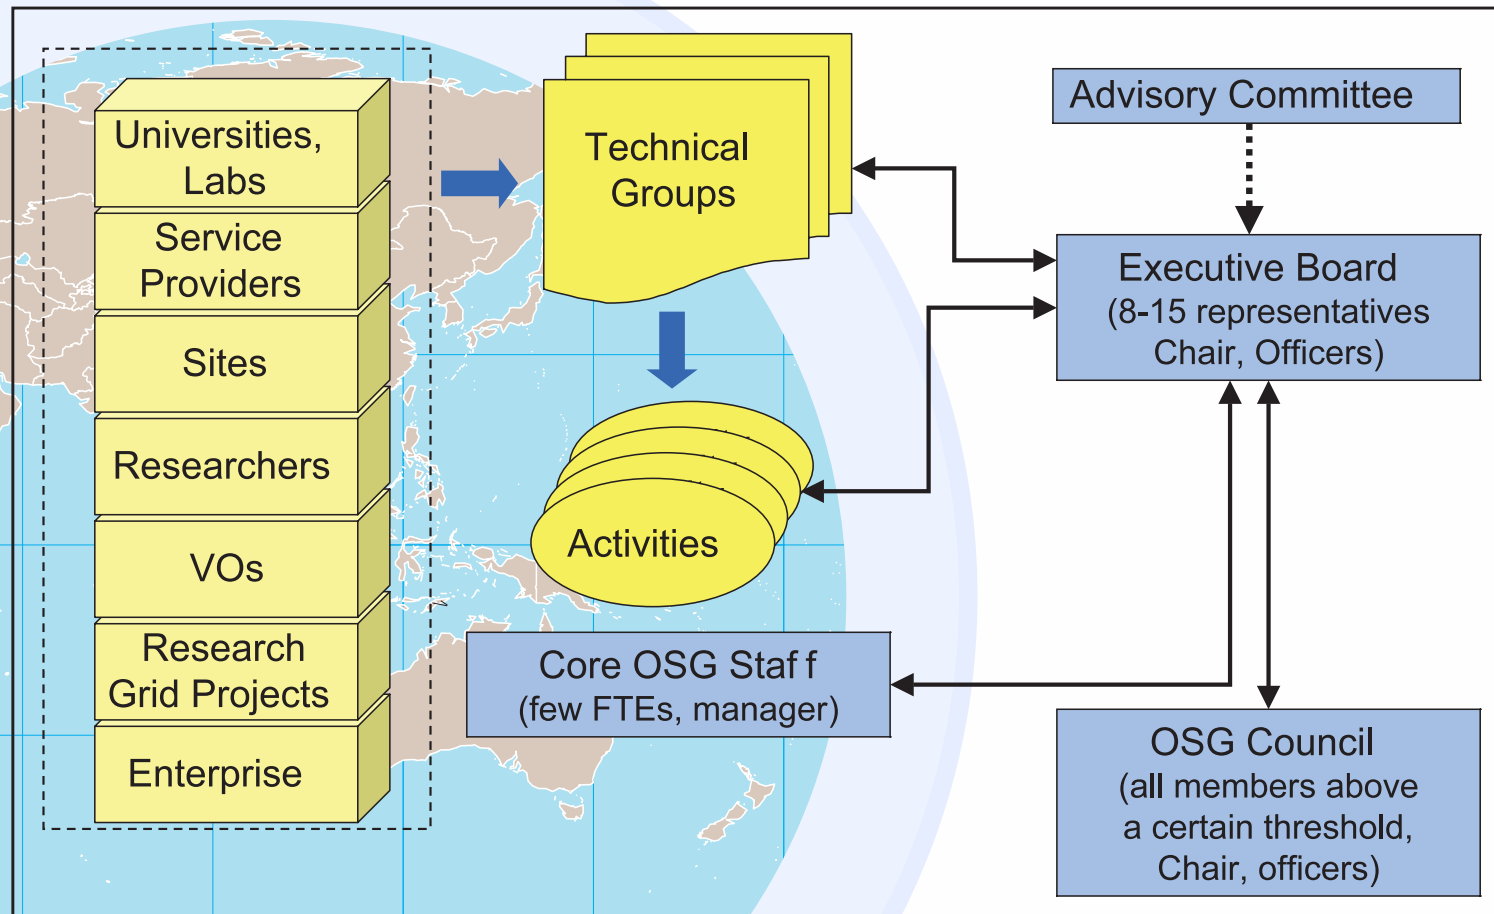 Universities,
Labs
Service
Providers
Sites
Researchers
VOs
Research
Grid Projects
Enterprise
Technical
Groups
Activities
Core OSG Staff
(few FTEs, manager)
Advisory Committee
Executive Board
(8-15 representatives
Chair, Officers)
OSG Council
(all members above
a certain threshold,
Chair, officers)